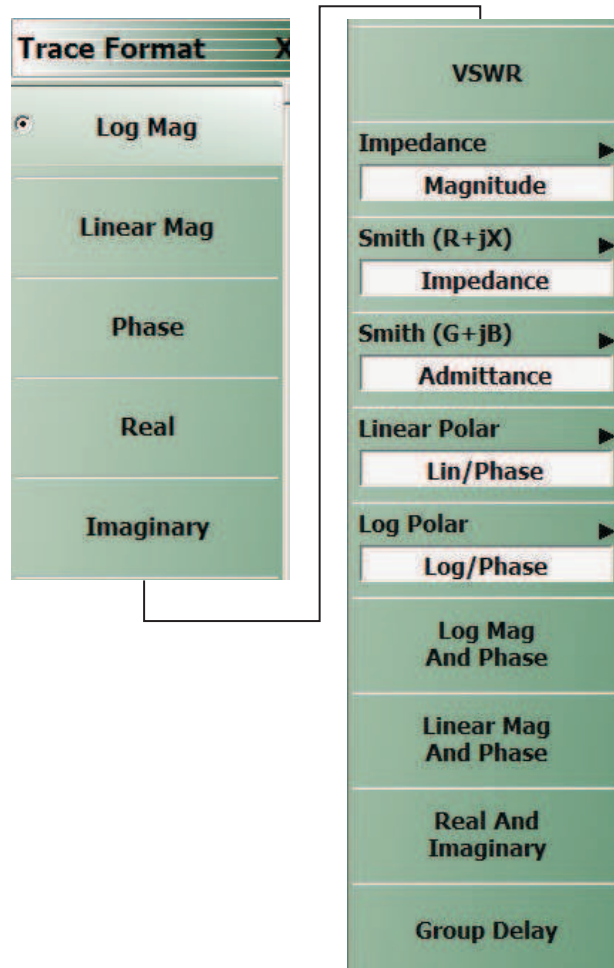 Trace Format X
Log Mag
Linear Mag
Phase
Real
Imaginary
VSWR
Impedance
Magnitude
Smith (R+jX)
Impedance
Smith (G+jB)
Admittance
Linear Polar
Lin/Phase
Log Polar
Log/Phase
Log Mag
And Phase
Linear Mag
And Phase
Real And
Imaginary
Group Delay